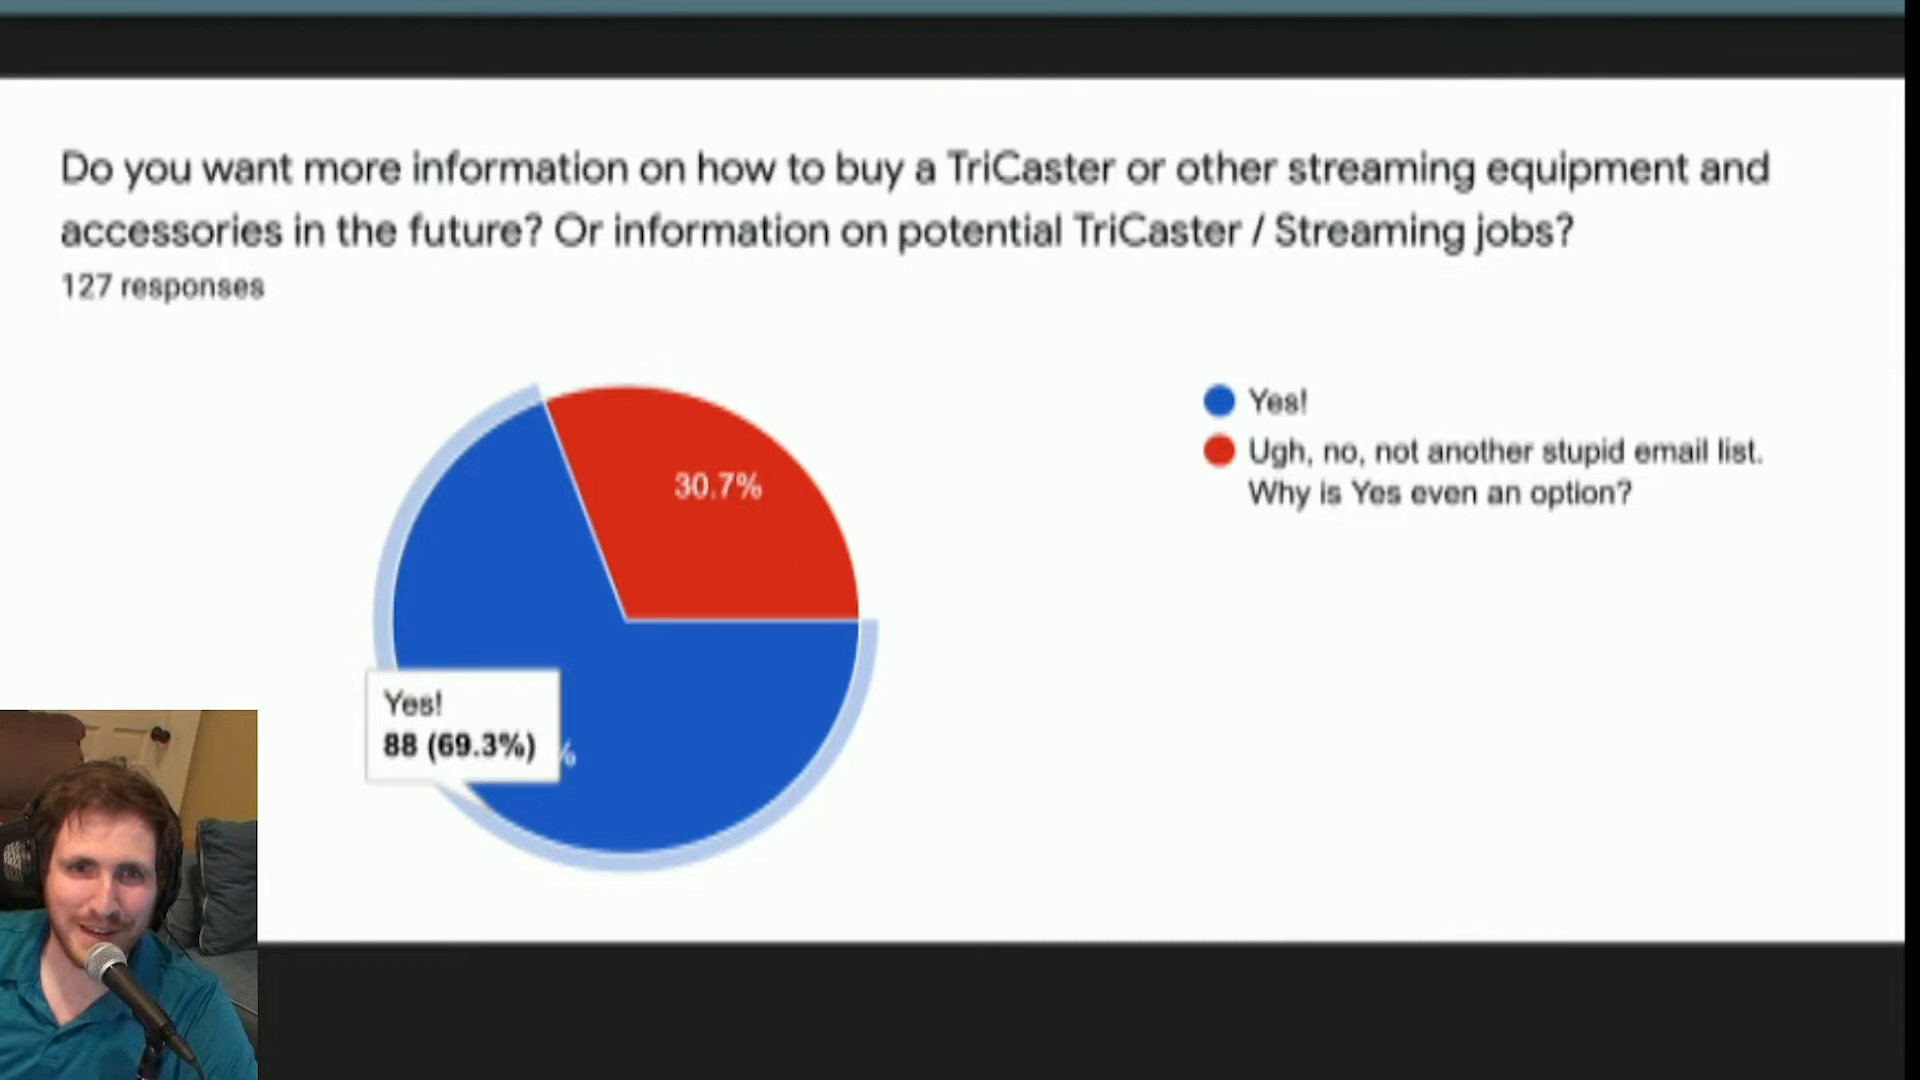 Do you want more information on how to buy a TriCaster or other streaming equipment and
accessories in the future? Or information on potential TriCaster / Streaming jobs?
127 responses
Yes!
Ugh, no, not another stupid email list.
Why is Yes even an option?
30.7%
Yes!
88 (69.3%)
%